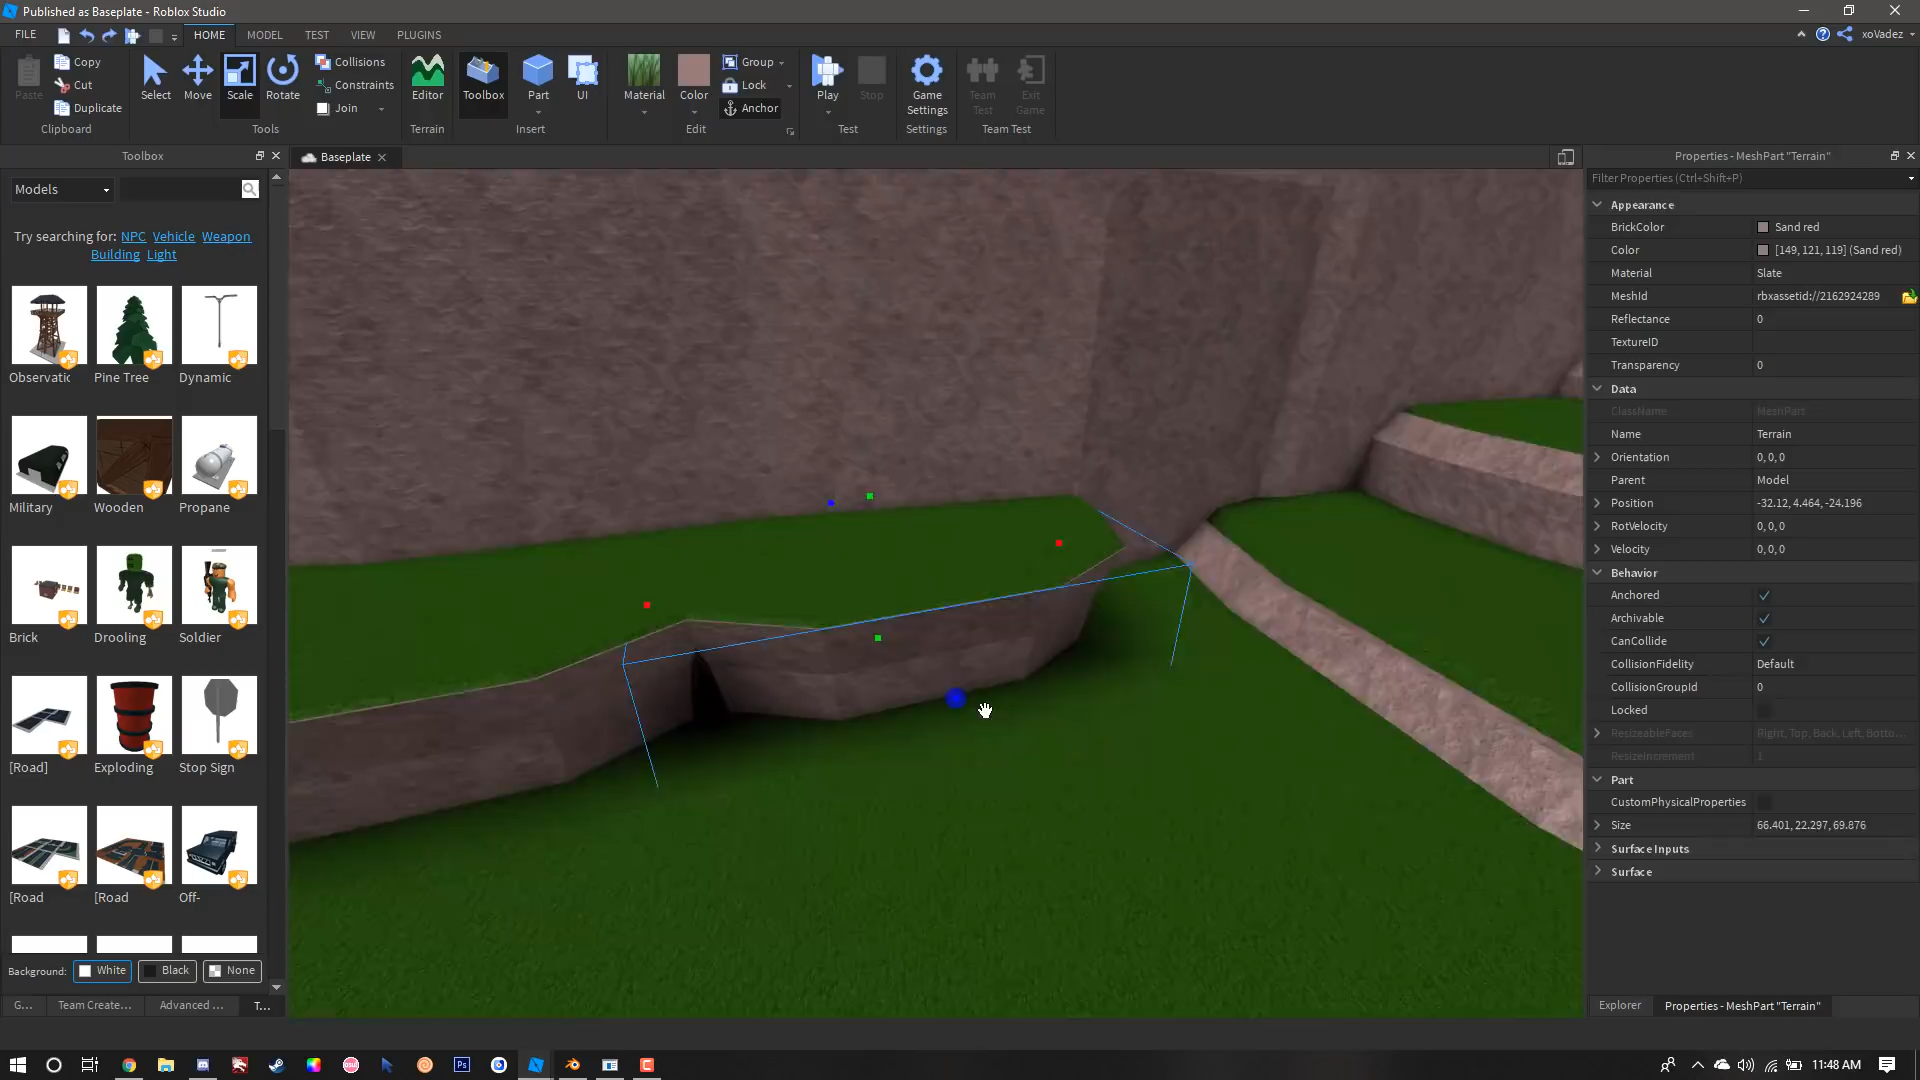 Published as Baseplate - Roblox Studio
FILE
HOME
MODEL
TEST
VIEW
PLUGINS
xoVadez
Paste
Copy
Cut
Duplicate
Clipboard
Select
Move
Scale
Rotate
Collisions
Constraints
Join
Tools
Editor
Terrain
Toolbox
Part
UI
Insert
Material
Color
Group
Lock
Anchor
Edit
Play
Stop
Test
Game
Settings
Settings
Team
Test
Exit
Game
Team Test
Toolbox
Models
Try searching for: NPC Vehicle Weapon
Building Light
Observatic
Pine Tree
Dynamic
Military
Wooden
Propane
Brick
Drooling
Soldier
[Road]
Exploding
Stop Sign
[Road
[Road
Off-
Background: White Black None
G...
Team Create...
Advanced ...
T...
Baseplate
Properties - MeshPart "Terrain"
Filter Properties (Ctrl+Shift+P)
Appearance
BrickColor Sand red
Color [149, 121, 119] (Sand red)
Material Slate
MeshId rbxassetid://2162924289
Reflectance 0
TextureID
Transparency 0
Data
ClassName MeshPart
Name Terrain
Orientation 0, 0, 0
Parent Model
Position -32.12, 4.464, -24.196
RotVelocity 0, 0, 0
Velocity 0, 0, 0
Behavior
Anchored
Archivable
CanCollide
CollisionFidelity Default
CollisionGroupId 0
Locked
ResizeableFaces Right, Top, Back, Left, Botto...
ResizeIncrement 1
Part
CustomPhysicalProperties
Size 66.401, 22.297, 69.876
Surface Inputs
Surface
Explorer
Properties - MeshPart "Terrain"
Ps
11:48 AM